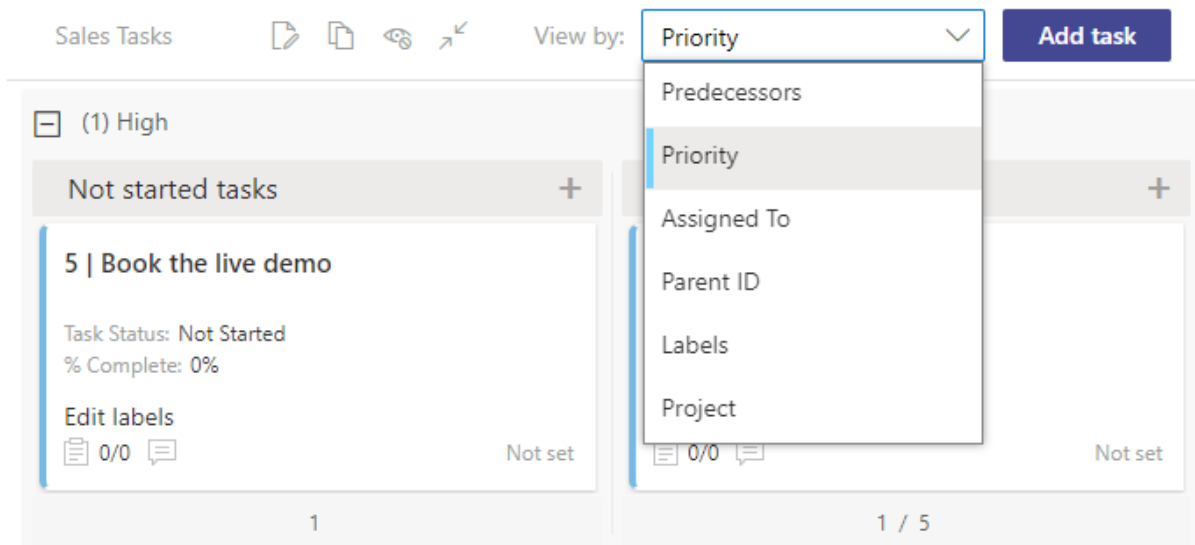 Sales Tasks
View by:
Priority
Add task
Predecessors
Priority
Assigned To
Parent ID
Labels
Project
(1) High
Not started tasks
+
+
5 | Book the live demo
Task Status: Not Started
% Complete: 0%
Edit labels
0/0
Not set
0/0
Not set
1
1 / 5